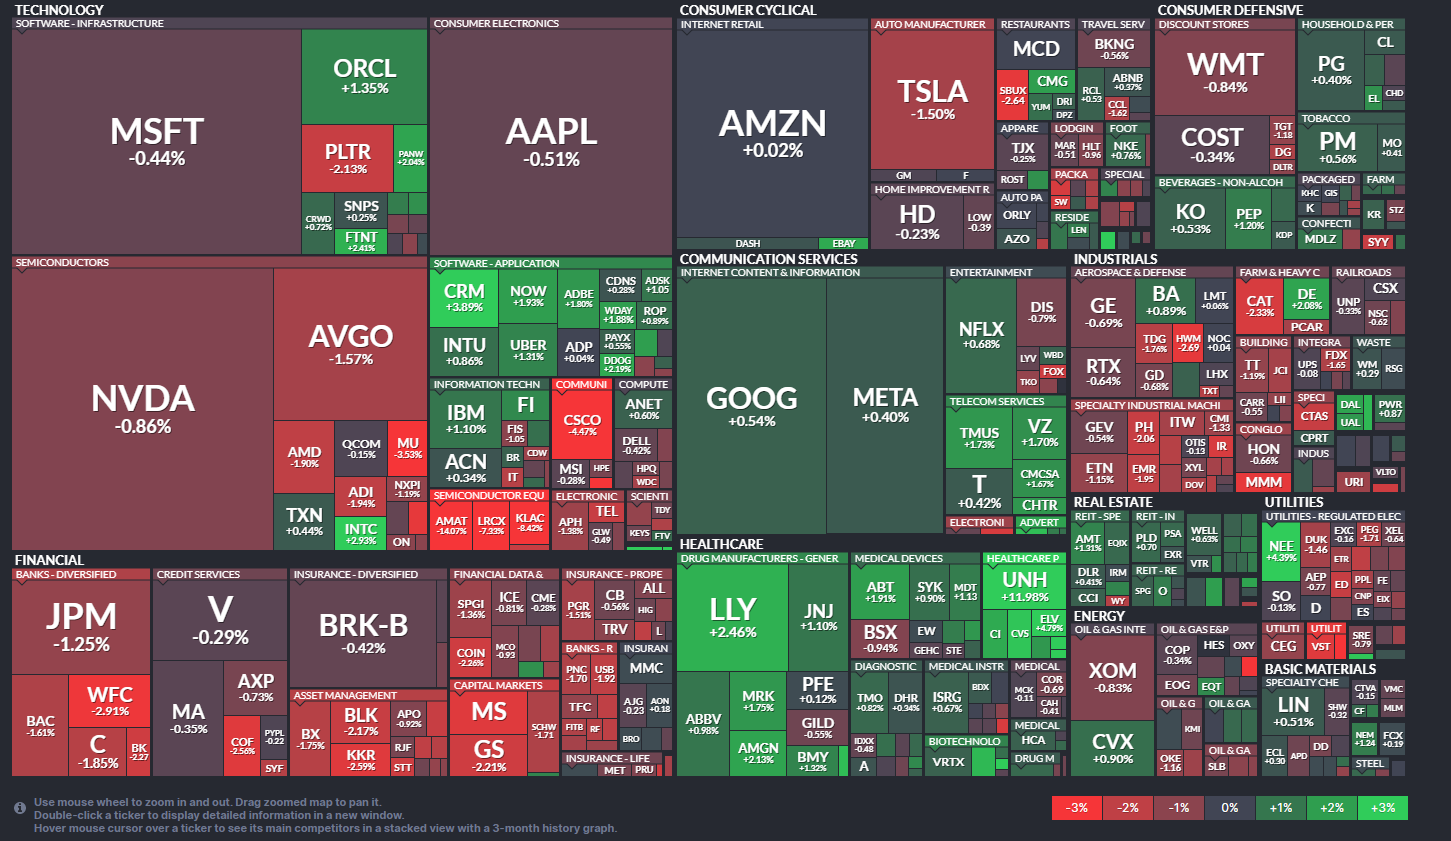 TECHNOLOGY
SOFTWARE - INFRASTRUCTURE
MSFT
-0.44%
ORCL
+1.35%
PLTR
-2.13%
PANW
+2.04%
CRWD
+0.72%
SNPS
+0.25%
FTNT
+2.41%
CONSUMER ELECTRONICS
AAPL
-0.51%
SEMICONDUCTORS
NVDA
-0.86%
AVGO
-1.57%
AMD
-1.90%
QCOM
-0.15%
MU
-3.53%
TXN
+0.44%
ADI
-1.94%
NXPI
-1.19%
INTC
+2.93%
ON
SOFTWARE - APPLICATION
CRM
+3.89%
NOW
+1.93%
ADBE
+1.80%
CDNS
+0.28%
ADSK
+1.05
INTU
+0.86%
UBER
+1.31%
ADP
+0.04%
WDAY
+1.88%
ROP
+0.89%
PAYX
+0.55%
DDOG
+2.19%
INFORMATION TECHN
IBM
+1.10%
FI
ACN
+0.34%
FIS
-1.05
BR
CDW
IT
COMMUNI
CSCO
-4.47%
MSI
-0.28%
HPE
COMPUTE
ANET
+0.60%
DELL
-0.42%
HPQ
WDC
SEMICONDUCTOR EQU
AMAT
-14.07%
LRCX
-7.33%
KLAC
-8.42%
ELECTRONIC
APH
-1.38%
TEL
GLW
-0.49
SCIENTI
TDY
KEYS
FTV
FINANCIAL
BANKS - DIVERSIFIED
JPM
-1.25%
BAC
-1.61%
WFC
-2.91%
C
-1.85%
BK
-2.27
CREDIT SERVICES
V
-0.29%
MA
-0.35%
AXP
-0.73%
COF
-2.56%
PYPL
-0.22
SYF
INSURANCE - DIVERSIFIED
BRK-B
-0.42%
ASSET MANAGEMENT
BX
-1.75%
BLK
-2.17%
KKR
-2.59%
APO
-0.92%
RJF
STT
FINANCIAL DATA &
SPGI
-1.36%
ICE
-0.81%
CME
-0.28%
COIN
-2.26%
MCO
-0.93
CAPITAL MARKETS
MS
GS
-2.21%
SCHW
-1.71
INSURANCE - PROPE
PGR
-1.51%
CB
-0.56%
ALL
TRV
HIG
L
BANKS - R
PNC
-1.70
USB
-1.92
TFC
FITB
RF
INSURAN
MMC
AJG
-0.23
AON
+0.18
BRO
INSURANCE - LIFE
MET
PRU
CONSUMER CYCLICAL
INTERNET RETAIL
AMZN
+0.02%
DASH
EBAY
AUTO MANUFACTURER
TSLA
-1.50%
GM
F
HOME IMPROVEMENT R
HD
-0.23%
LOW
-0.39
RESTAURANTS
MCD
SBUX
-2.64
CMG
YUM
DRI
DPZ
TRAVEL SERV
BKNG
-0.56%
RCL
+0.53
ABNB
+0.37%
CCL
-1.62
APPARE
TJX
-0.25%
ROST
LODGIN
MAR
-0.51
HLT
-0.96
FOOT
NKE
+0.76%
AUTO PA
ORLY
AZO
PACKA
SW
SPECIAL
RESIDE
LEN
CONSUMER DEFENSIVE
DISCOUNT STORES
WMT
-0.84%
COST
-0.34%
TGT
-1.18
DG
DLTR
HOUSEHOLD & PER
PG
+0.40%
CL
EL
CHD
TOBACCO
PM
+0.56%
MO
+0.41
BEVERAGES - NON-ALCOH
KO
+0.53%
PEP
+1.20%
KDP
PACKAGED
KHC
GIS
K
FARM
CONFECTI
MDLZ
KR
STZ
SYY
COMMUNICATION SERVICES
INTERNET CONTENT & INFORMATION
GOOG
+0.54%
META
+0.40%
ENTERTAINMENT
NFLX
+0.68%
DIS
-0.79%
LYV
WBD
TKO
FOX
TELECOM SERVICES
TMUS
+1.73%
VZ
+1.70%
T
+0.42%
CMCSA
+1.67%
CHTR
ELECTRONI
ADVERT
INDUSTRIALS
AEROSPACE & DEFENSE
GE
-0.69%
BA
+0.89%
LMT
+0.06%
RTX
-0.64%
TDG
-1.76%
HWM
-2.69
NOC
+0.04
GD
-0.68%
LHX
TXT
FARM & HEAVY C
CAT
-2.33%
DE
+2.08%
PCAR
RAILROADS
UNP
-0.33%
CSX
NSC
-0.62
BUILDING
TT
-1.19%
JCI
CARR
-0.55
LII
INTEGRA
UPS
-0.08
FDX
-1.65
WASTE
WM
+0.29
RSG
SPECIALTY INDUSTRIAL MACHI
GEV
-0.54%
PH
-2.06
ITW
CMI
-1.33
ETN
-1.15%
EMR
-1.95
OTIS
-0.13
IR
XYL
DOV
CONGLO
HON
-0.66%
MMM
SPECI
CTAS
CPRT
INDUS
DAL
UAL
PWR
+0.87
URI
VLTO
HEALTHCARE
DRUG MANUFACTURERS - GENER
LLY
+2.46%
JNJ
+1.10%
ABBV
+0.98%
MRK
+1.75%
AMGN
+2.13%
PFE
+0.12%
GILD
-0.55%
BMY
+1.32%
MEDICAL DEVICES
ABT
+1.91%
SYK
+0.90%
MDT
+1.13
BSX
-0.94%
EW
GEHC
STE
HEALTHCARE P
UNH
+11.98%
CI
CVS
ELV
+4.79%
DIAGNOSTIC
TMO
+0.82%
DHR
+0.34%
IDXX
-0.48
A
MEDICAL INSTR
ISRG
+0.67%
BDX
BIOTECHNOLO
VRTX
MEDICAL
MCK
-0.11
COR
-0.69
CAH
-0.41
MEDICAL
HCA
DRUG M
REAL ESTATE
REIT - SPE
AMT
+1.31%
EQIX
DLR
+0.41%
IRM
CCI
WY
REIT - IN
PLD
+0.70
PSA
EXR
REIT - RE
SPG
O
WELL
+0.63%
VTR
UTILITIES
UTILITIES - REGULATED ELEC
NEE
+4.39%
DUK
-1.46
EXC
-0.16
PEG
-1.71
XEL
-0.64
SO
-0.13%
AEP
-0.77
ETR
ED
PPL
FE
D
CNP
EIX
ES
UTILITI
CEG
UTILIT
VST
SRE
-0.79
ENERGY
OIL & GAS INTE
XOM
-0.83%
CVX
+0.90%
OIL & GAS E&P
COP
-0.34%
HES
OXY
EOG
EQT
OIL & G
KMI
OKE
-1.16
OIL & GA
OIL & GA
SLB
BASIC MATERIALS
SPECIALTY CHE
LIN
+0.51%
SHW
-0.32
ECL
+0.30
APD
DD
CTVA
-0.15
CF
VMC
MLM
NEM
+1.24
FCX
+0.19
STEEL
Use mouse wheel to zoom in and out. Drag zoomed map to pan it.
Double-click a ticker to display detailed information in a new window.
Hover mouse cursor over a ticker to see its main competitors in a stacked view with a 3-month history graph.
-3% -2% -1% 0% +1% +2% +3%